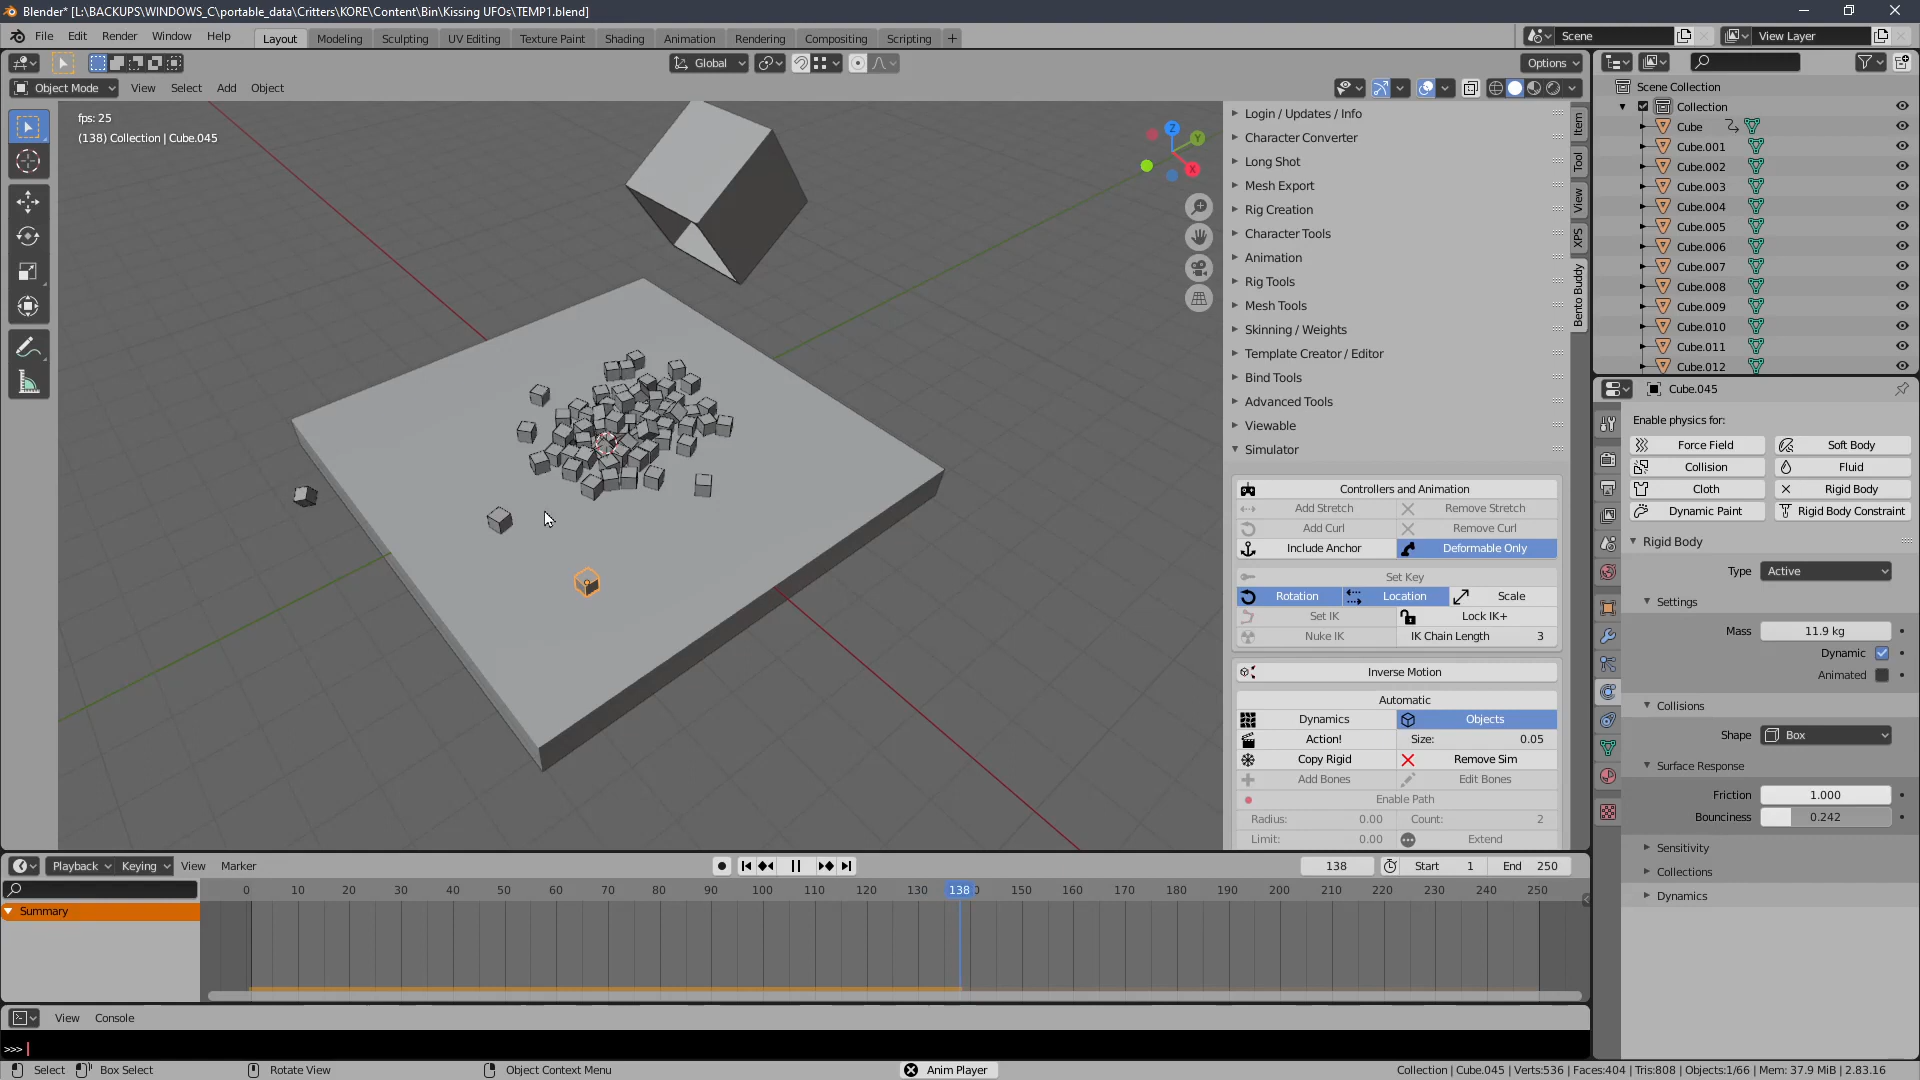 Blender* [L:\BACKUPS\WINDOWS_C\portable_data\Critters\KORE\Content\Bin\Kissing UFOs\TEMP1.blend]
File Edit Render Window Help
Layout Modeling Sculpting UV Editing Texture Paint Shading Animation Rendering Compositing Scripting
Scene
View Layer
Global
Options
Object Mode View Select Add Object
fps: 25
(138) Collection | Cube.045
Z
Y
X
Item
Tool
View
XPS
Bento Buddy
Login / Updates / Info
Character Converter
Long Shot
Mesh Export
Rig Creation
Character Tools
Animation
Rig Tools
Mesh Tools
Skinning / Weights
Template Creator / Editor
Bind Tools
Advanced Tools
Viewable
Simulator
Controllers and Animation
Add Stretch Remove Stretch
Add Curl Remove Curl
Include Anchor Deformable Only
Set Key
Rotation Location Scale
Set IK Lock IK+
Nuke IK IK Chain Length 3
Inverse Motion
Automatic
Dynamics Objects
Action! Size: 0.05
Copy Rigid Remove Sim
Add Bones Edit Bones
Enable Path
Radius: 0.00 Count: 2
Limit: 0.00 Extend
Scene Collection
Collection
Cube
Cube.001
Cube.002
Cube.003
Cube.004
Cube.005
Cube.006
Cube.007
Cube.008
Cube.009
Cube.010
Cube.011
Cube.012
Cube.045
Enable physics for:
Force Field Soft Body
Collision Fluid
Cloth Rigid Body
Dynamic Paint Rigid Body Constraint
Rigid Body
Type Active
Settings
Mass 11.9 kg
Dynamic
Animated
Collisions
Shape Box
Surface Response
Friction 1.000
Bounciness 0.242
Sensitivity
Collections
Dynamics
Playback Keying View Marker
138 Start 1 End 250
0 10 20 30 40 50 60 70 80 90 100 110 120 130 138 150 160 170 180 190 200 210 220 230 240 250
Summary
View Console
>>>
Select Box Select Rotate View Object Context Menu Anim Player
Collection | Cube.045 | Verts:536 | Faces:404 | Tris:808 | Objects:1/66 | Mem: 37.9 MiB | 2.83.16